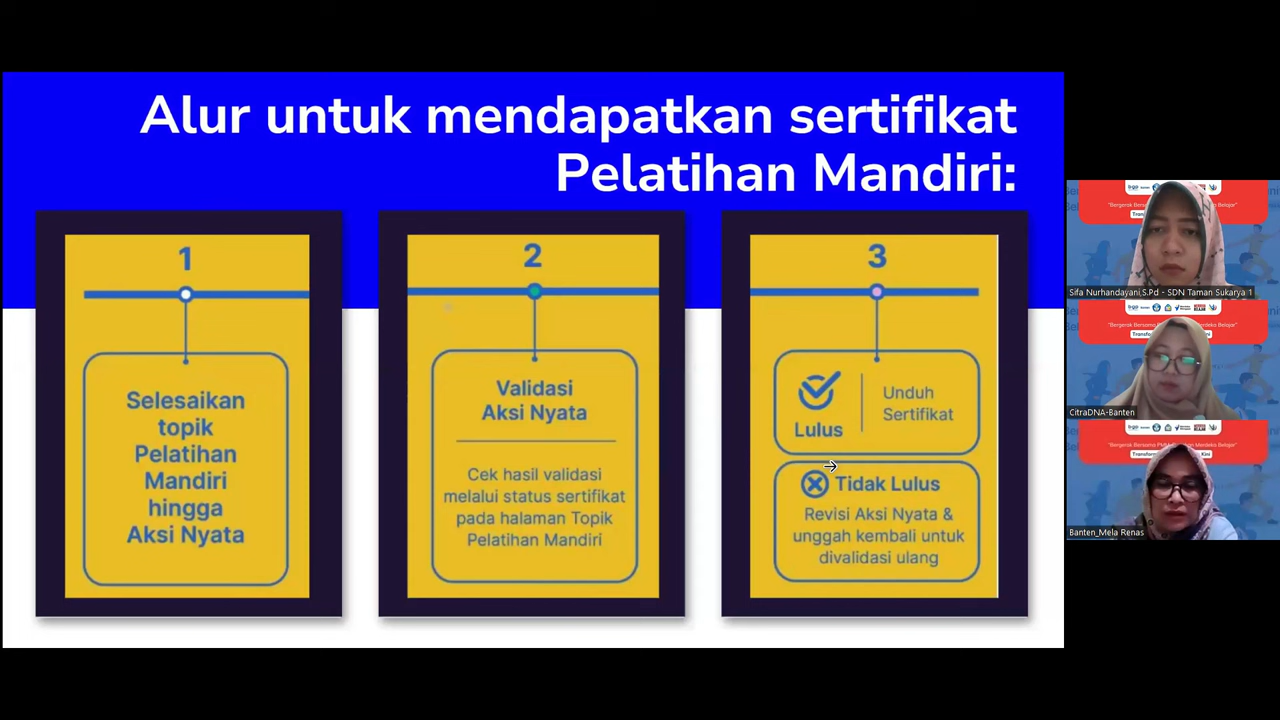 Alur untuk mendapatkan sertifikat
Pelatihan Mandiri:
1
Selesaikan
topik
Pelatihan
Mandiri
hingga
Aksi Nyata
2
Validasi
Aksi Nyata
Cek hasil validasi
melalui status sertifikat
pada halaman Topik
Pelatihan Mandiri
3
Lulus
Unduh
Sertifikat
Tidak Lulus
Revisi Aksi Nyata &
unggah kembali untuk
divalidasi ulang
Sifa Nurhandayani,S.Pd - SDN Taman Sukarya 1
CitraDNA-Banten
Banten_Mela Renas